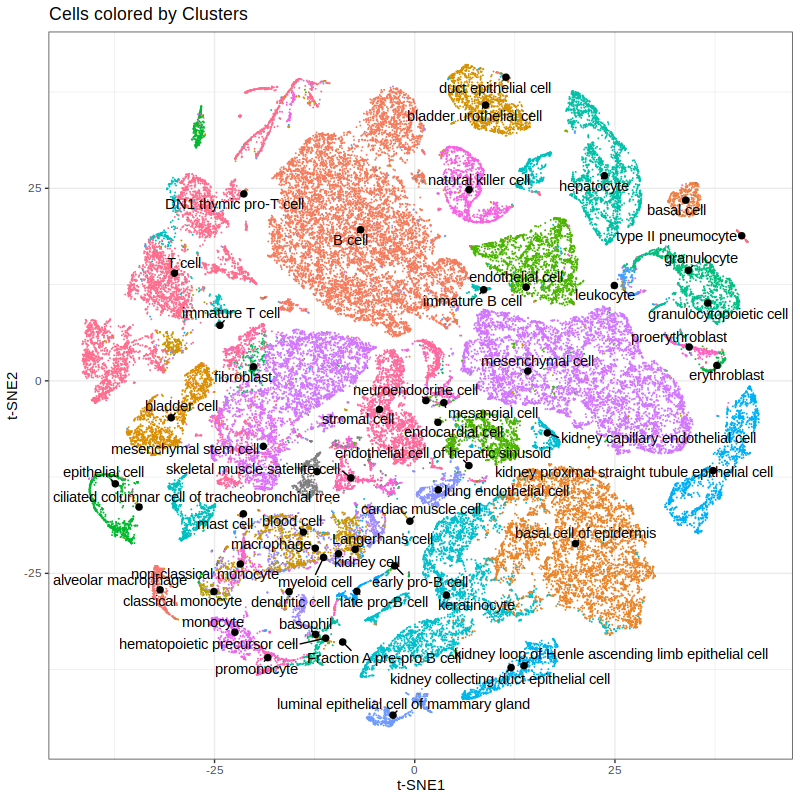 Cells colored by Clusters
duct epithelial cell
bladder urothelial cell
natural killer cell
hepatocyte
DN1 thymic pro-T cell
basal cell
B cell
type II pneumocyte
T cell
granulocyte
endothelial cell
leukocyte
immature B cell
immature T cell
granulocytopoietic cell
proerythroblast
mesenchymal cell
fibroblast
erythroblast
neuroendocrine cell
bladder cell
stromal cell
mesangial cell
endocardial cell
kidney capillary endothelial cell
mesenchymal stem cell
endothelial cell of hepatic sinusoid
skeletal muscle satellite cell
epithelial cell
kidney proximal straight tubule epithelial cell
lung endothelial cell
ciliated columnar cell of tracheobronchial tree
cardiac muscle cell
mast cell
blood cell
basal cell of epidermis
macrophage
Langerhans cell
kidney cell
non-classical monocyte
alveolar macrophage
myeloid cell
early pro-B cell
classical monocyte
dendritic cell
late pro-B cell
keratinocyte
monocyte
basophil
hematopoietic precursor cell
Fraction A pre-pro B cell
kidney loop of Henle ascending limb epithelial cell
promonocyte
kidney collecting duct epithelial cell
luminal epithelial cell of mammary gland
25
0
-25
t-SNE2
-25
0
25
t-SNE1